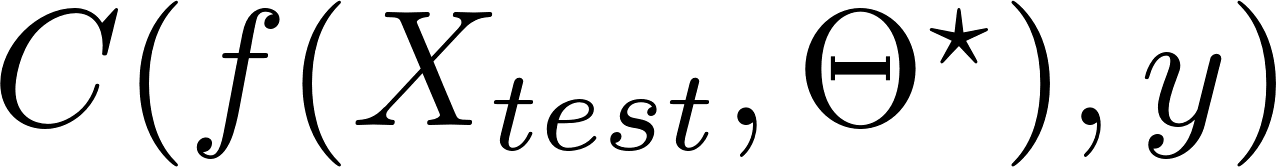 C(f(X_{test}, Θ^⋆), y)